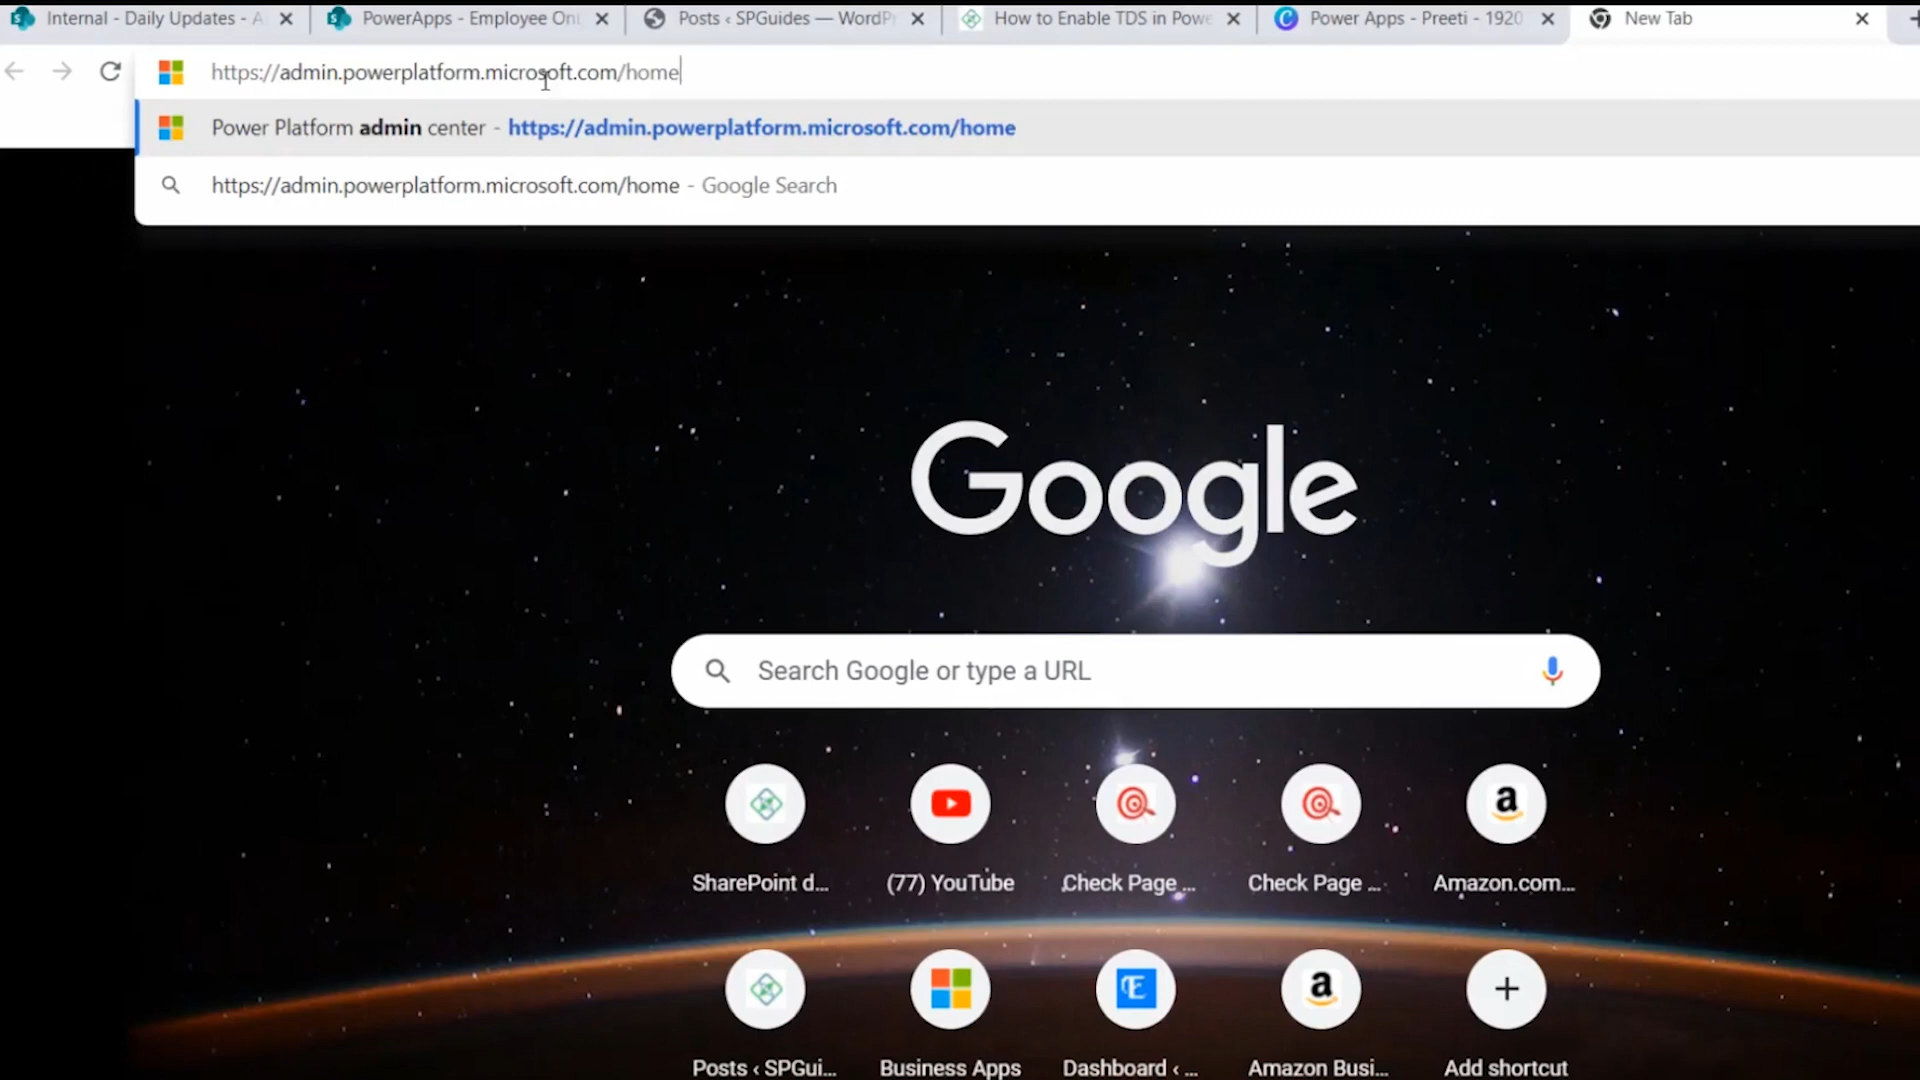 Internal - Daily Updates - A
PowerApps - Employee Onl
Posts ‹ SPGuides — WordPr
How to Enable TDS in Powe
Power Apps - Preeti - 1920
New Tab
https://admin.powerplatform.microsoft.com/home
Power Platform admin center - https://admin.powerplatform.microsoft.com/home
https://admin.powerplatform.microsoft.com/home - Google Search
Google
Search Google or type a URL
SharePoint d...
(77) YouTube
Check Page ...
Check Page ...
Amazon.com...
Posts ‹ SPGui...
Business Apps
Dashboard ‹ ...
Amazon Busi...
Add shortcut